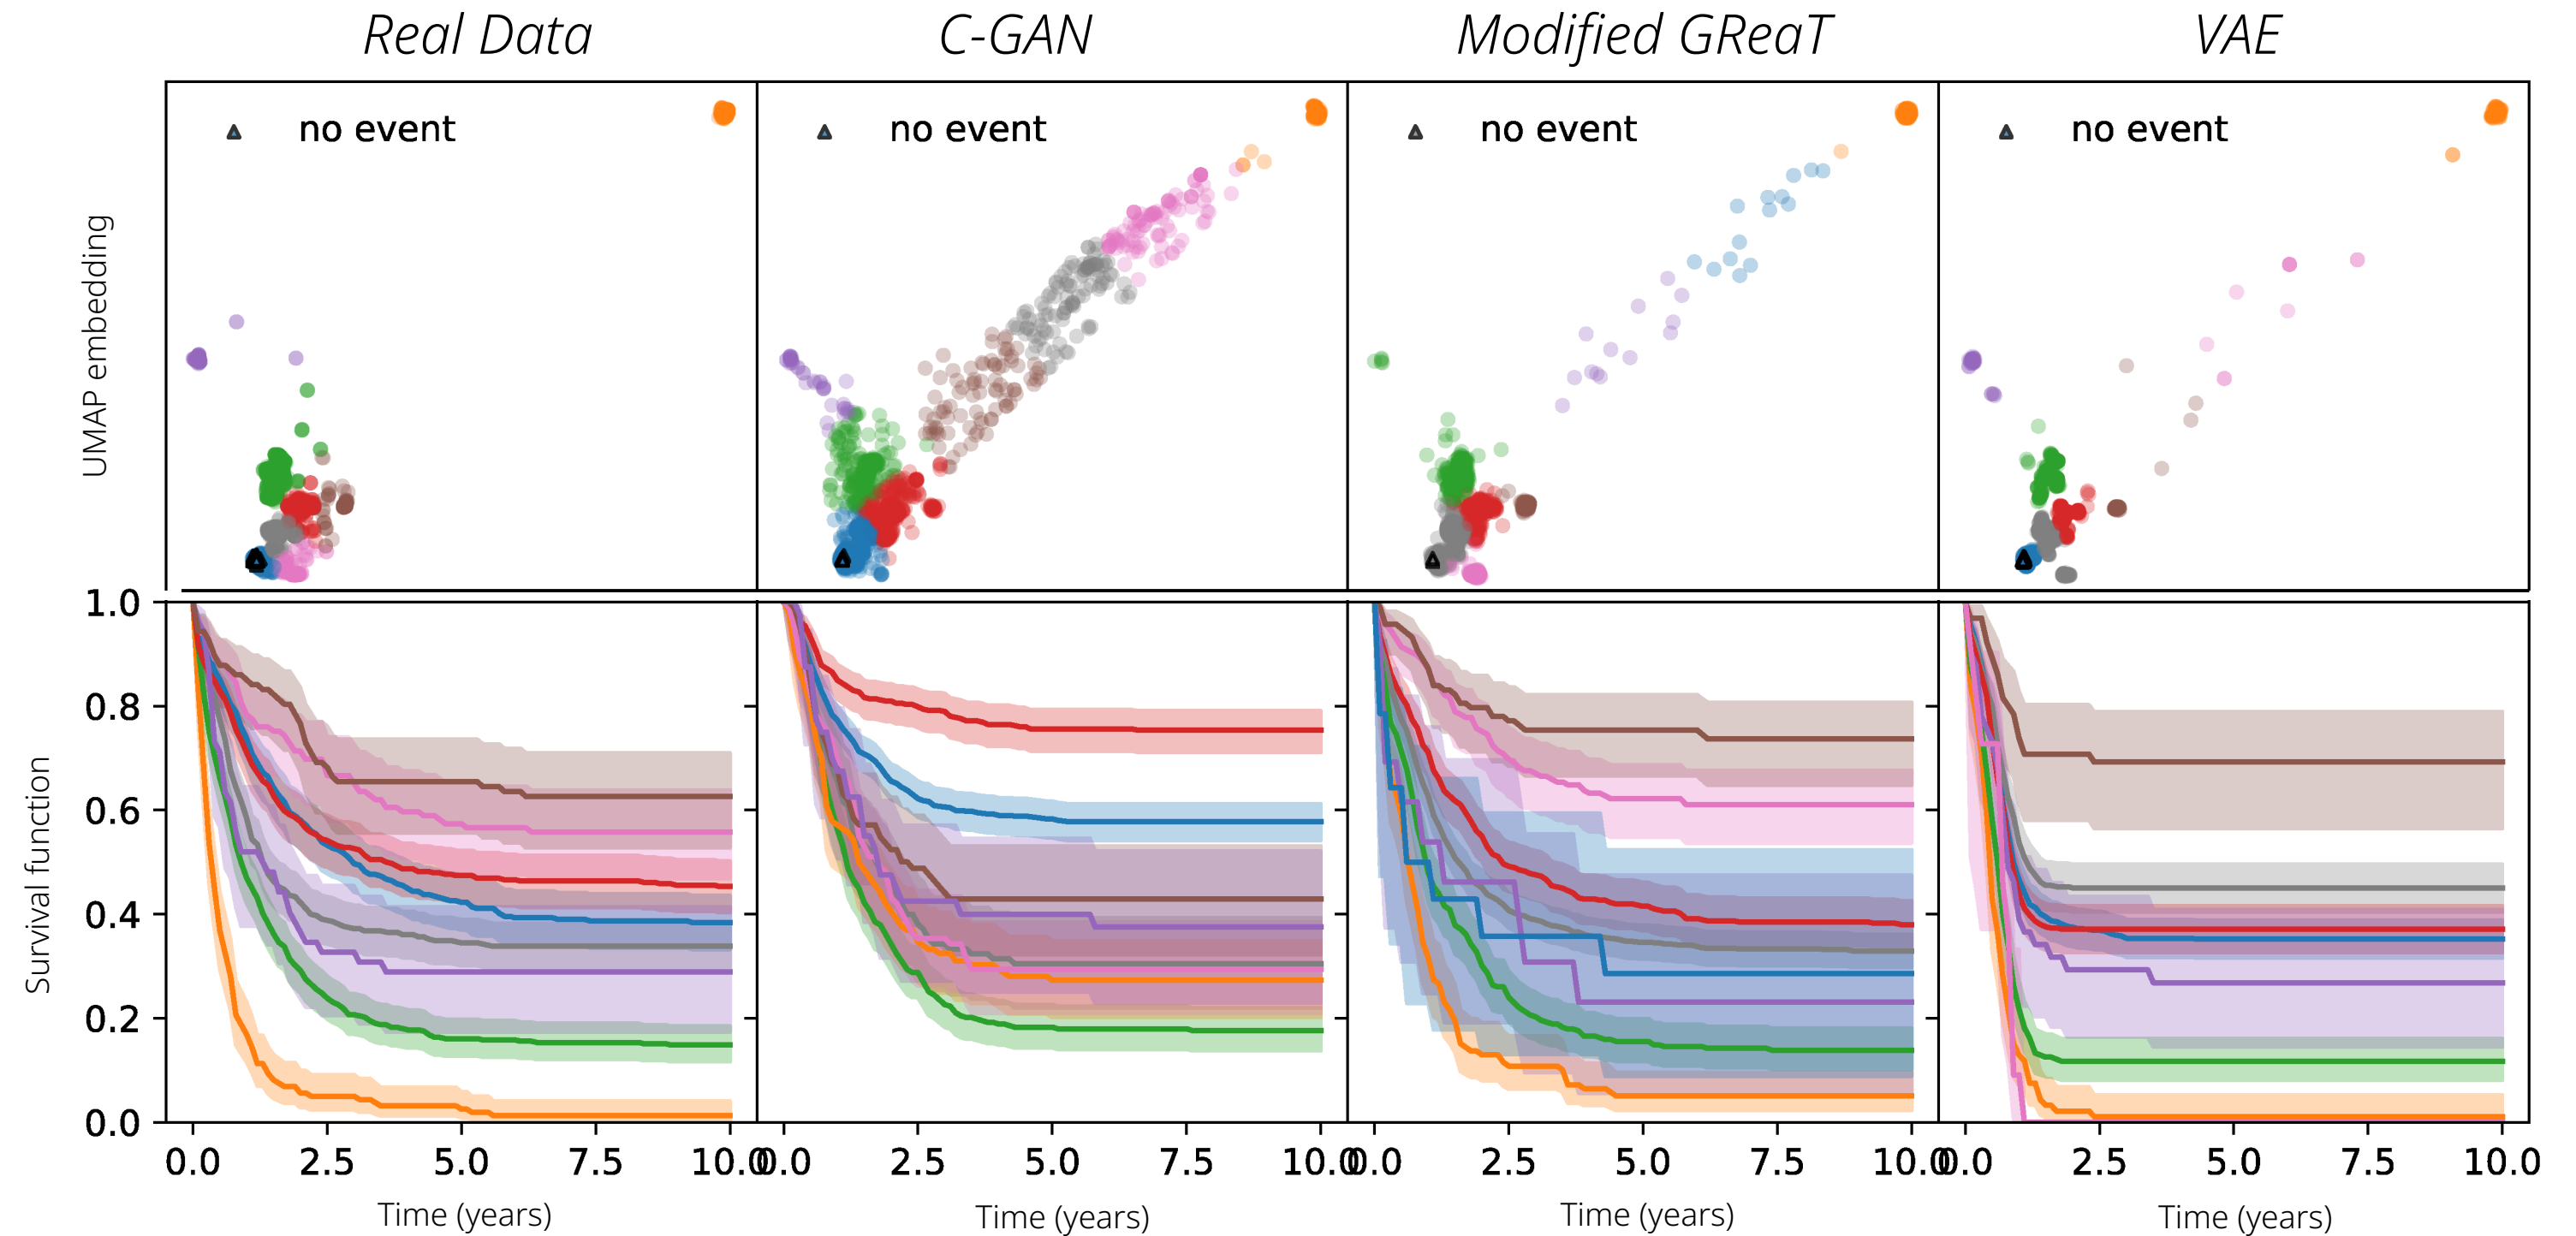 Real Data C-GAN Modified GReaT VAE
no event no event no event no event
UMAP embedding
1.0
0.8
0.6
0.4
0.2
0.0
Survival function
0.0 2.5 5.0 7.5 10.0 0.0 2.5 5.0 7.5 10.0 0.0 2.5 5.0 7.5 10.0 0.0 2.5 5.0 7.5 10.0
Time (years) Time (years) Time (years) Time (years)